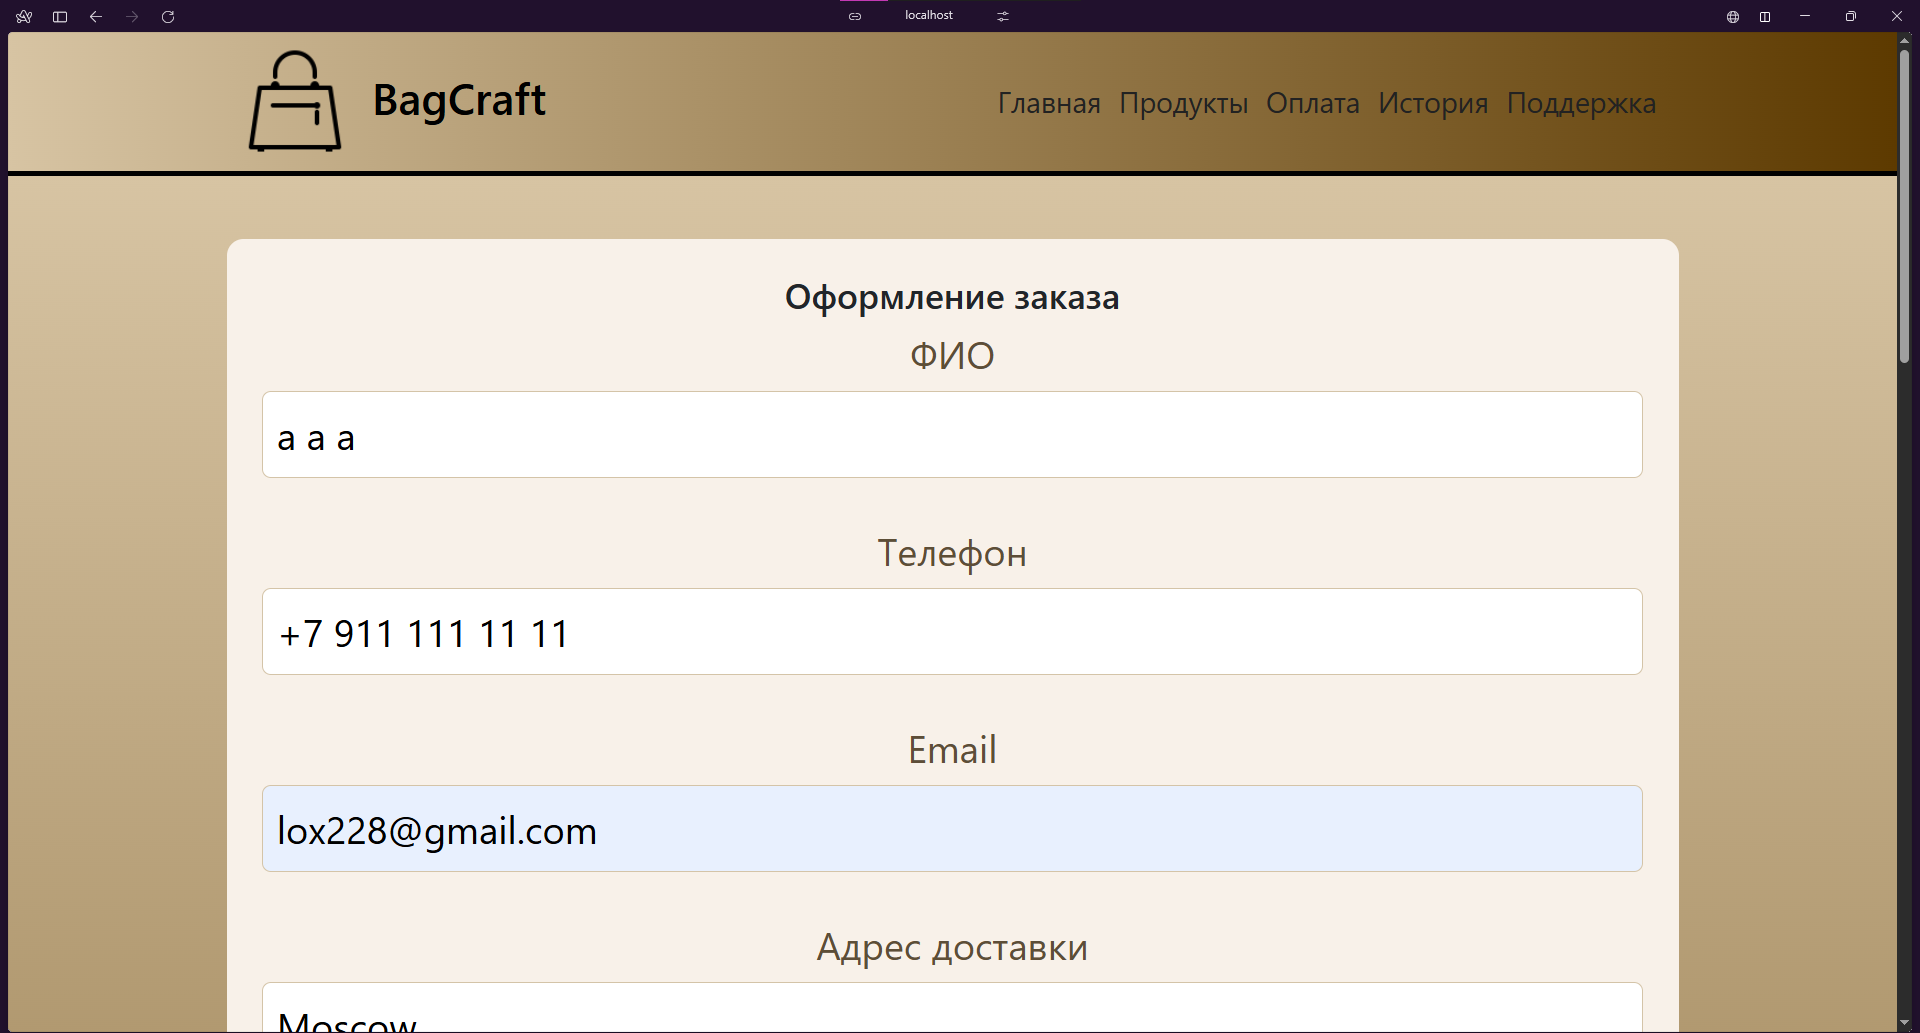 localhost
BagCraft
Главная Продукты Оплата История Поддержка
Оформление заказа
ФИО
а а а
Телефон
+7 911 111 11 11
Email
lox228@gmail.com
Адрес доставки
Moscow